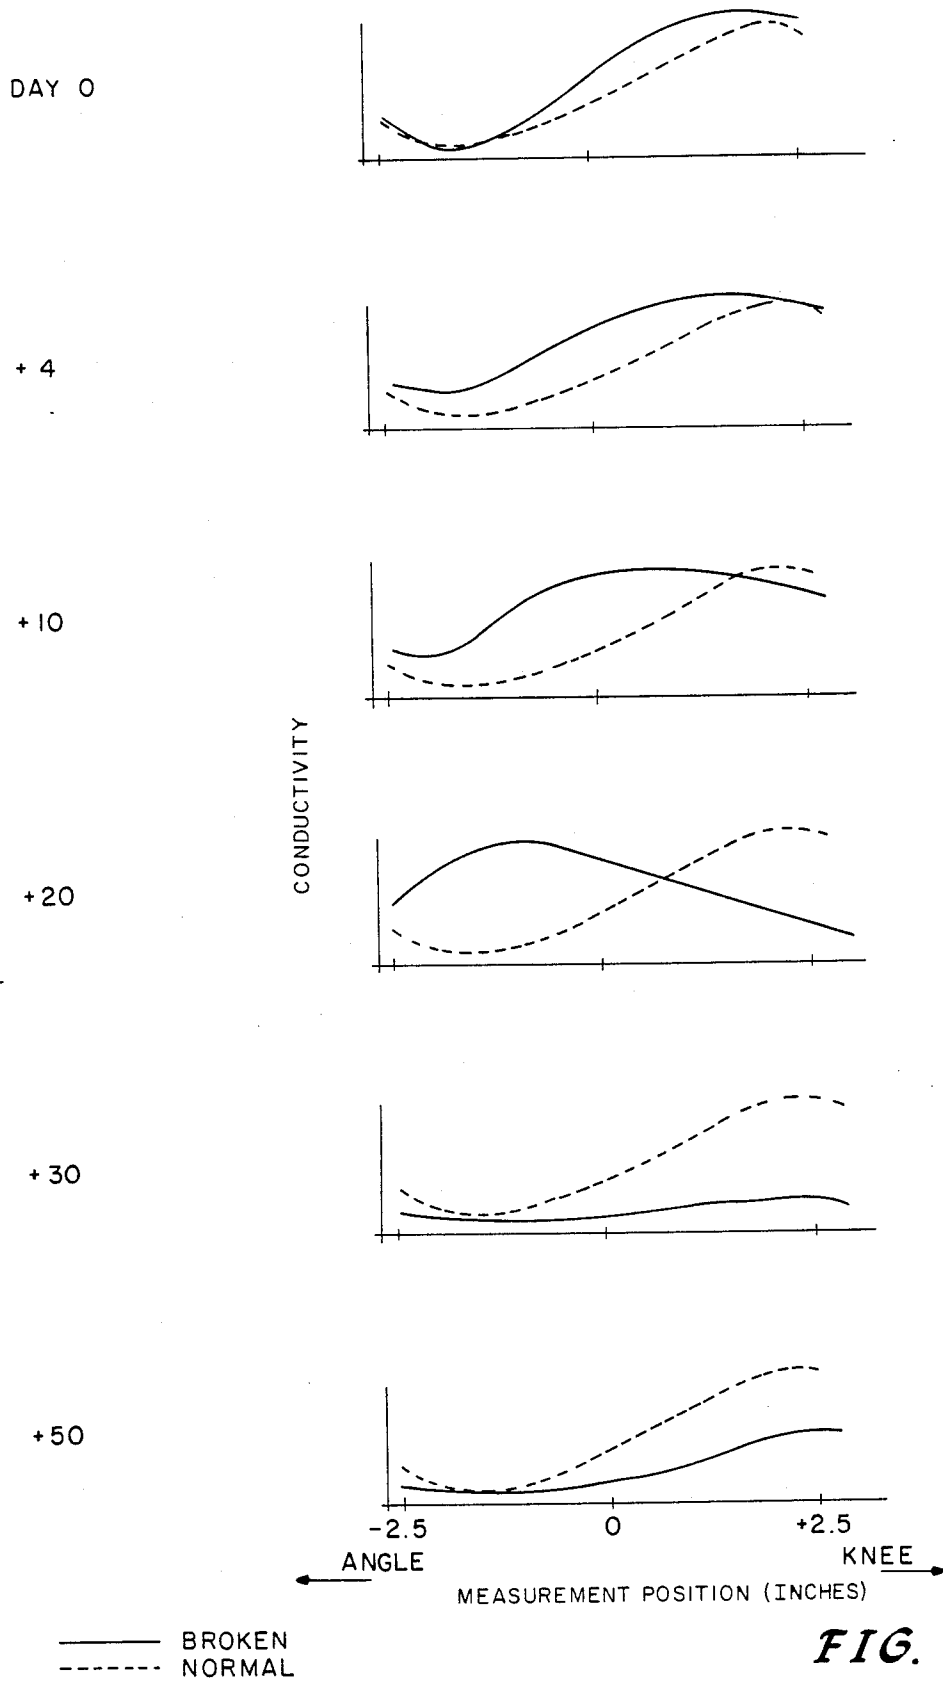 DAY 0
+ 4
+10
CONDUCTIVITY
+20
+30
+50
-2.5 0 +2.5
ANGLE KNEE
MEASUREMENT POSITION (INCHES)
BROKEN
NORMAL
FIG.